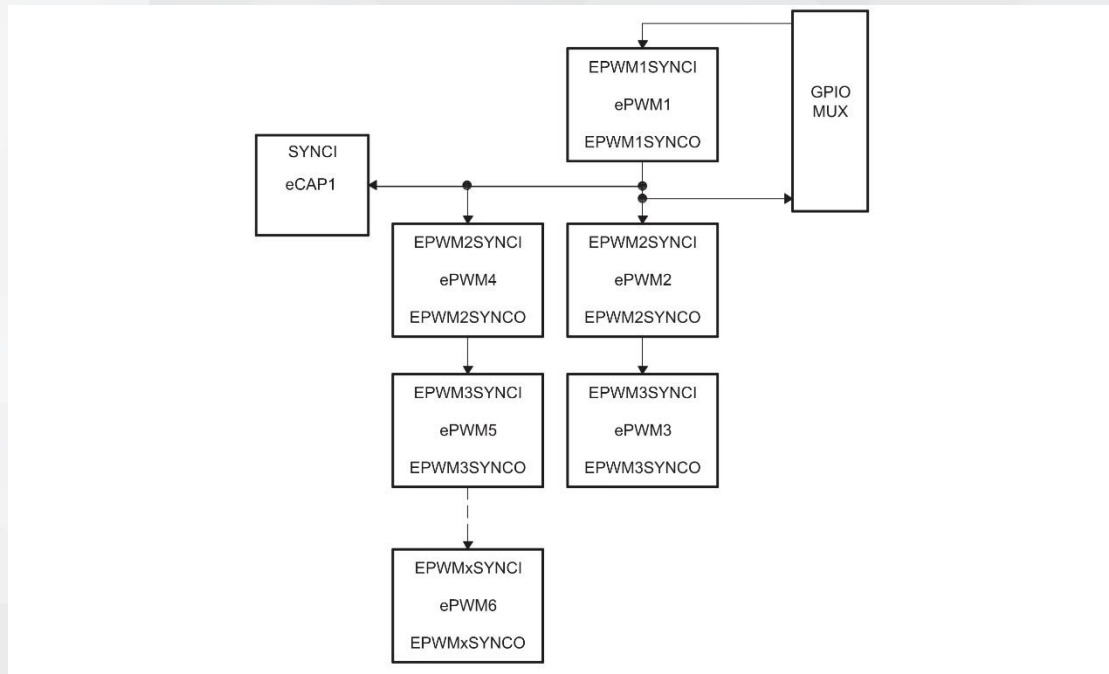 EPWM1SYNCI
ePWM1
EPWM1SYNCO
GPIO
MUX
SYNCI
eCAP1
EPWM2SYNCI
ePWM4
EPWM2SYNCO
EPWM2SYNCI
ePWM2
EPWM2SYNCO
EPWM3SYNCI
ePWM5
EPWM3SYNCO
EPWM3SYNCI
ePWM3
EPWM3SYNCO
EPWMxSYNCI
ePWM6
EPWMxSYNCO